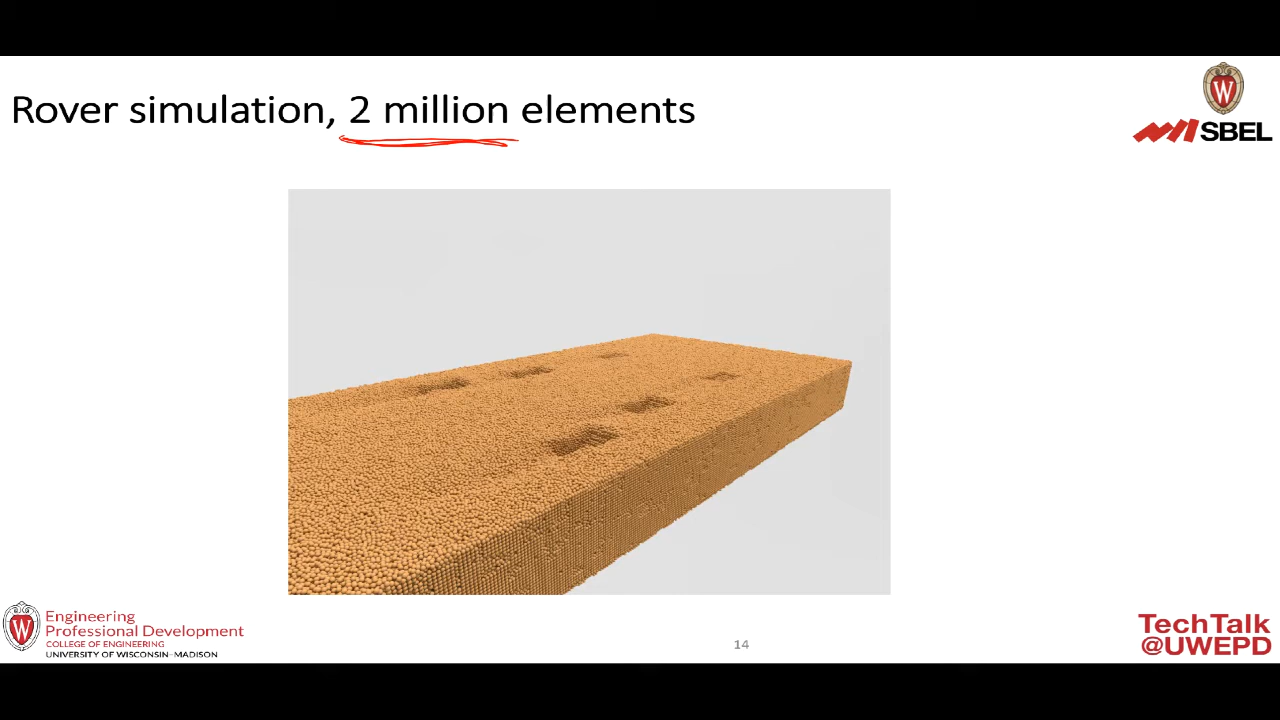 Rover simulation, 2 million elements
W
SBEL
W
Engineering
Professional Development
COLLEGE OF ENGINEERING
UNIVERSITY OF WISCONSIN–MADISON
14
TechTalk
@UWEPD